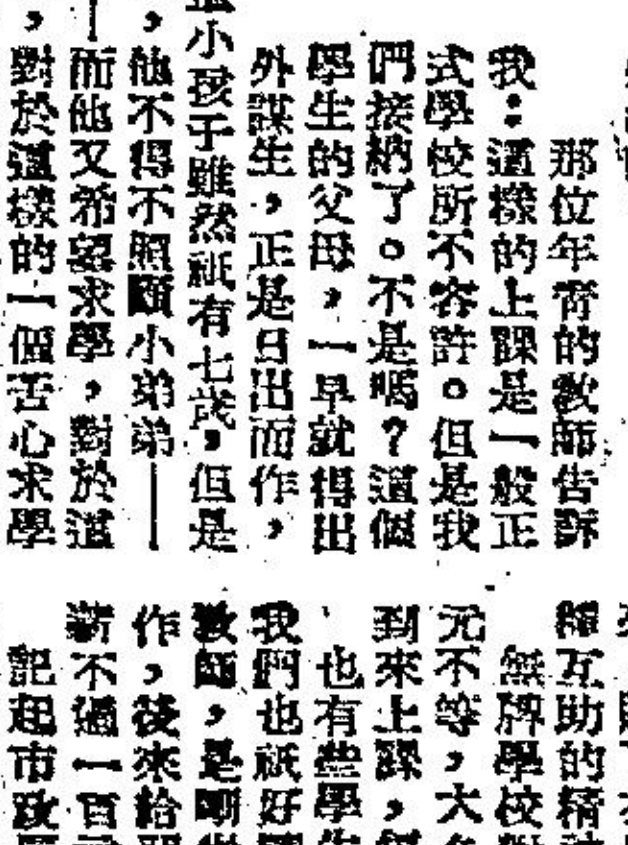 那位年靑的敎師吿訴
我：這樣的上課是一般正
式學校所不容許。但是我
們接納了。不是嗎？這個
學生的父母，一早就得出
外謀生，正是日出而作，
小孩子雖然祇有七歲，但是
，他不得不照顧小弟弟——
—而他又希望求學，對於這
，對於這樣的一個苦心求學
互助的精
無牌學校
元不等，大
到來上課，
也有些學
我們也祇好
敎師，是剛
作，後來給
薪不過一百
記起市政